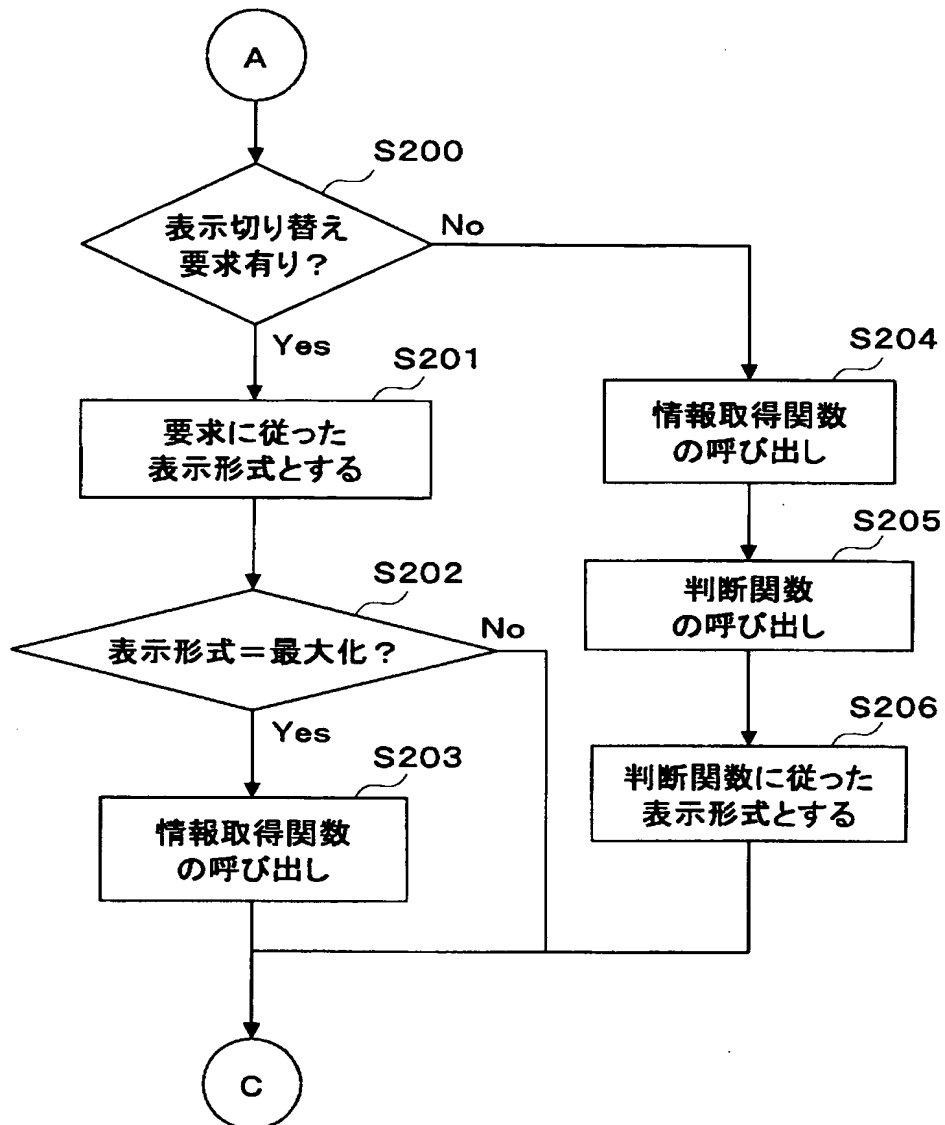 A
S200
表示切り替え
要求有り？
No
Yes
S201
要求に従った
表示形式とする
S202
表示形式＝最大化？
No
Yes
S203
情報取得関数
の呼び出し
S204
情報取得関数
の呼び出し
S205
判断関数
の呼び出し
S206
判断関数に従った
表示形式とする
C